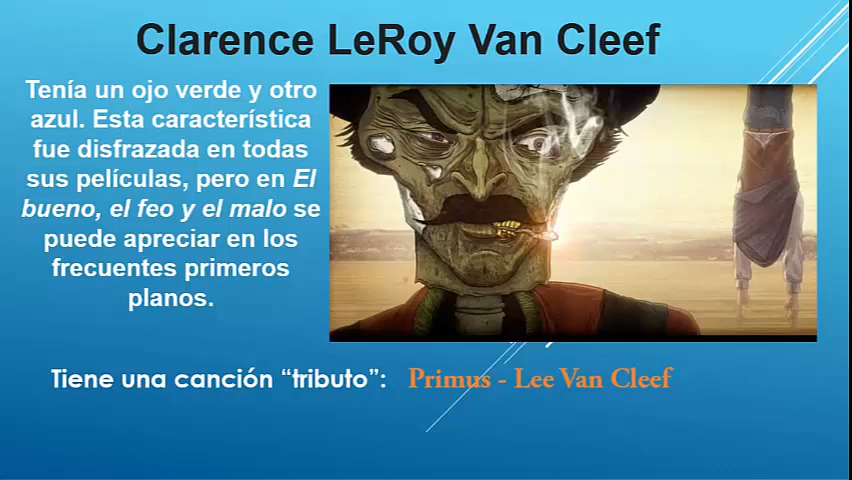 Clarence LeRoy Van Cleef
Tenía un ojo verde y otro
azul. Esta característica
fue disfrazada en todas
sus películas, pero en El
bueno, el feo y el malo se
puede apreciar en los
frecuentes primeros
planos.
Tiene una canción “tributo”: Primus - Lee Van Cleef